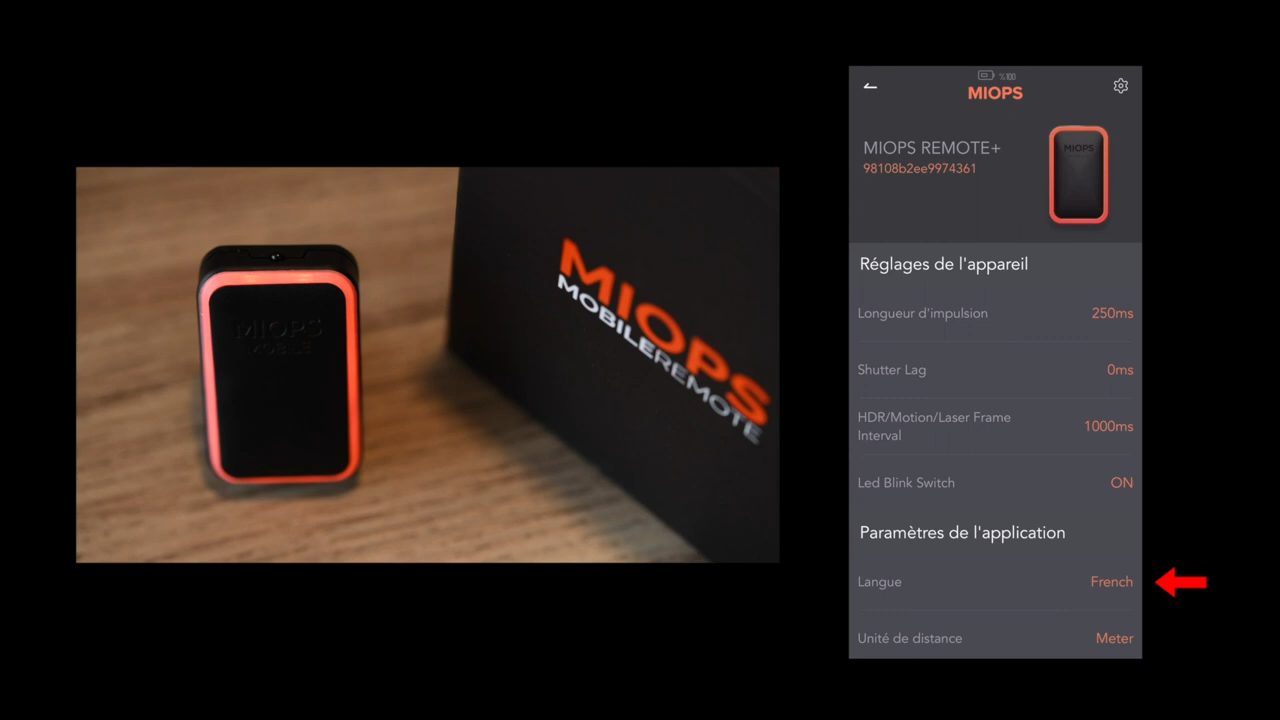 MIOPS
MOBILE
MIOPS
MOBILEREMOTE
%100
MIOPS
MIOPS REMOTE+
98108b2ee9974361
MIOPS
Réglages de l'appareil
Longueur d'impulsion 250ms
Shutter Lag 0ms
HDR/Motion/Laser Frame
Interval 1000ms
Led Blink Switch ON
Paramètres de l'application
Langue French
Unité de distance Meter